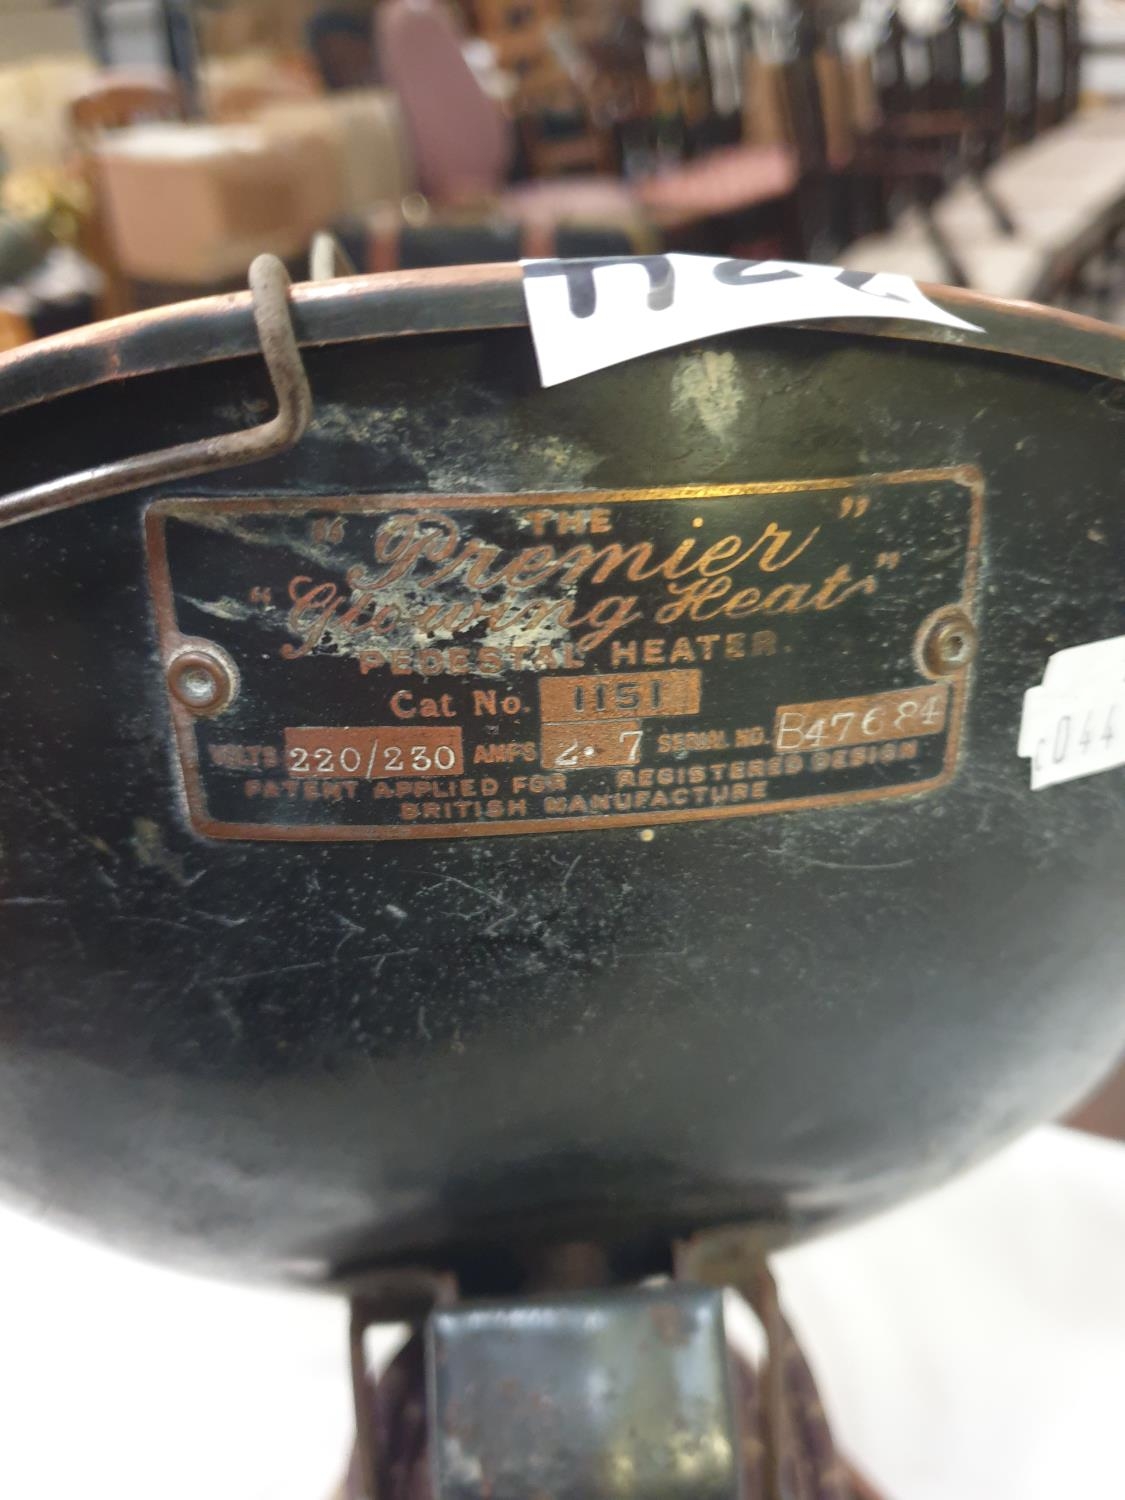 THE
"Premier"
"Glowing Heat"
PEDESTAL HEATER.
Cat No. 1151
VOLTS 220/230 AMPS 2.7 SERIAL NO. B47684
PATENT APPLIED FOR REGISTERED DESIGN
BRITISH MANUFACTURE
c044